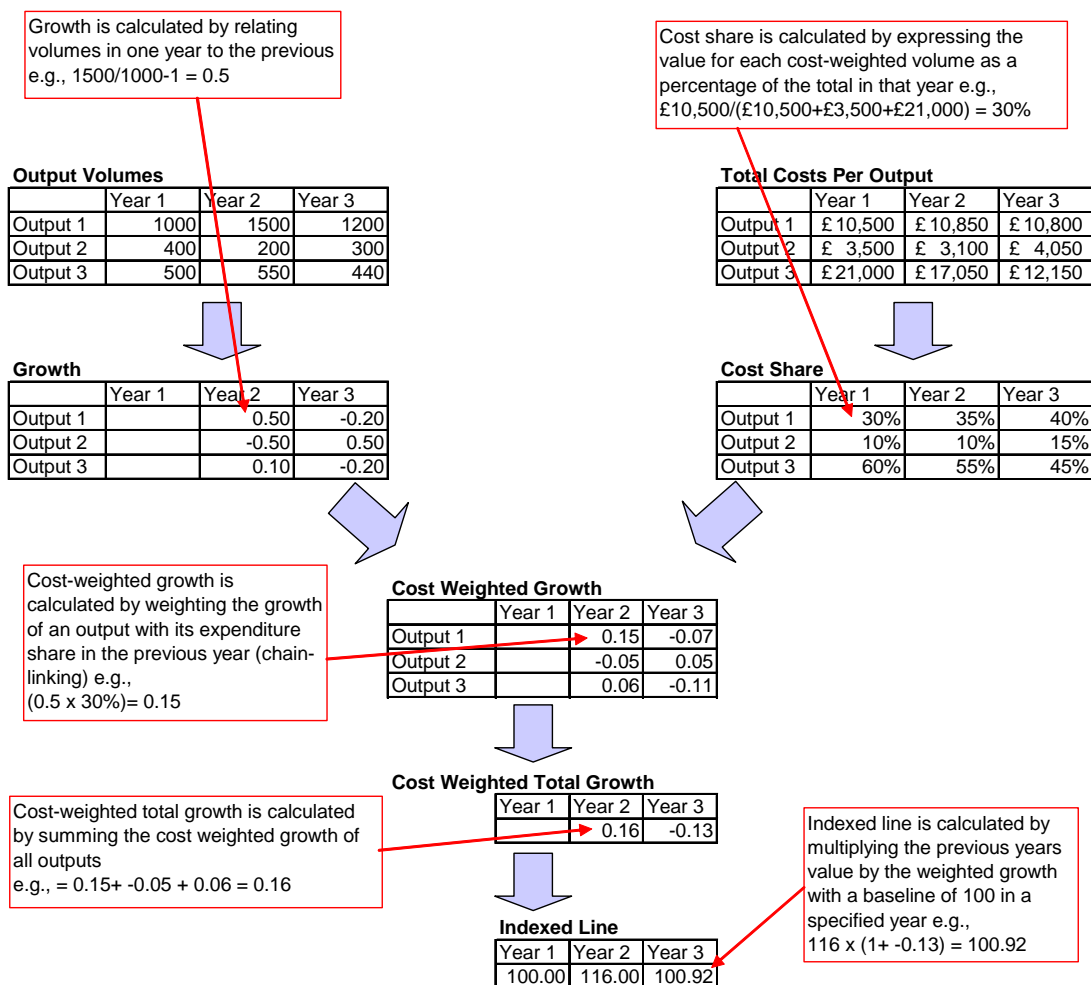 Growth is calculated by relating
volumes in one year to the previous
e.g., 1500/1000-1 = 0.5
Cost share is calculated by expressing the
value for each cost-weighted volume as a
percentage of the total in that year e.g.,
£10,500/(£10,500+£3,500+£21,000) = 30%
Output Volumes
Year 1 Year 2 Year 3
Output 1 1000 1500 1200
Output 2 400 200 300
Output 3 500 550 440
Total Costs Per Output
Year 1 Year 2 Year 3
Output 1 £10,500 £10,850 £10,800
Output 2 £ 3,500 £ 3,100 £ 4,050
Output 3 £21,000 £17,050 £12,150
Growth
Year 1 Year 2 Year 3
Output 1 0.50 -0.20
Output 2 -0.50 0.50
Output 3 0.10 -0.20
Cost Share
Year 1 Year 2 Year 3
Output 1 30% 35% 40%
Output 2 10% 10% 15%
Output 3 60% 55% 45%
Cost-weighted growth is
calculated by weighting the growth
of an output with its expenditure
share in the previous year (chain-
linking) e.g.,
(0.5 x 30%)= 0.15
Cost Weighted Growth
Year 1 Year 2 Year 3
Output 1 0.15 -0.07
Output 2 -0.05 0.05
Output 3 0.06 -0.11
Cost-weighted total growth is calculated
by summing the cost weighted growth of
all outputs
e.g., = 0.15+ -0.05 + 0.06 = 0.16
Cost Weighted Total Growth
Year 1 Year 2 Year 3
0.16 -0.13
Indexed line is calculated by
multiplying the previous years
value by the weighted growth
with a baseline of 100 in a
specified year e.g.,
116 x (1+ -0.13) = 100.92
Indexed Line
Year 1 Year 2 Year 3
100.00 116.00 100.92